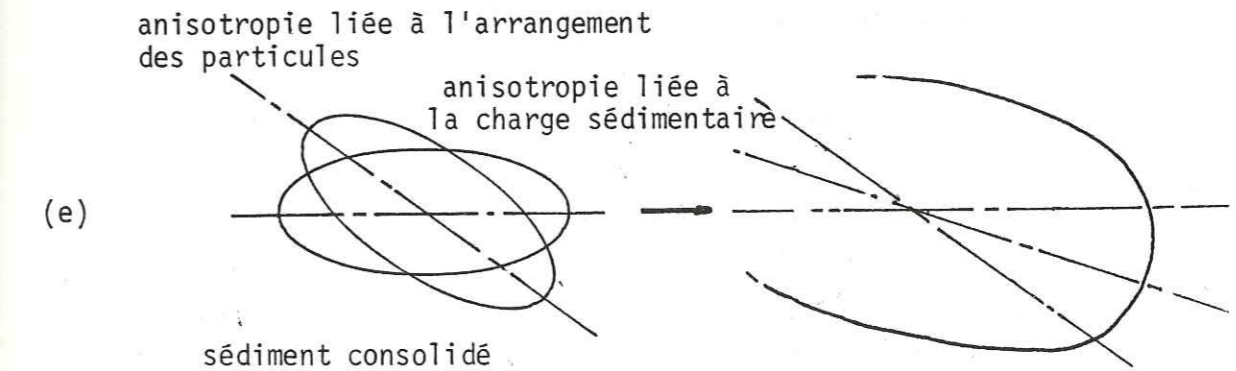 anisotropie liée à l'arrangement
des particules
anisotropie liée à
la charge sédimentaire
(e)
sédiment consolidé